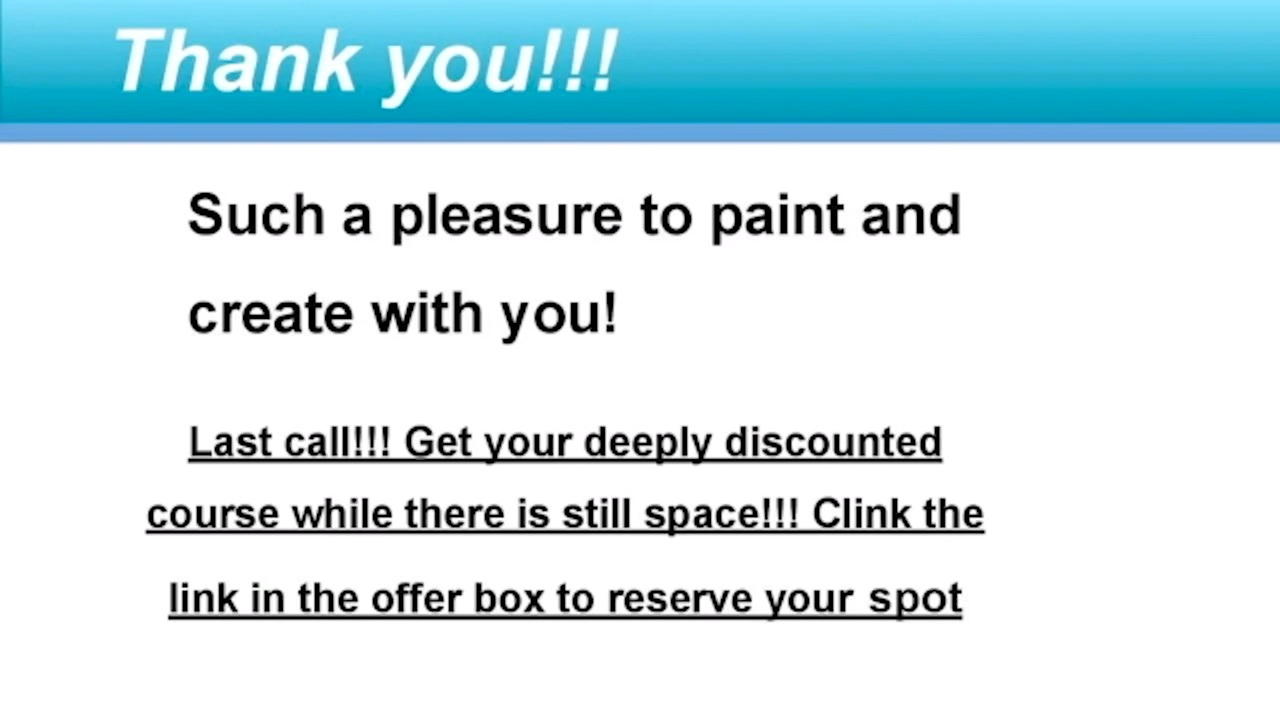 Thank you!!!
Such a pleasure to paint and
create with you!
Last call!!! Get your deeply discounted
course while there is still space!!! Clink the
link in the offer box to reserve your spot